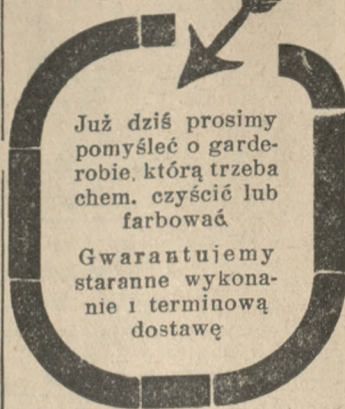 Już dziś prosimy
pomyśleć o garde-
robie, którą trzeba
chem. czyścić lub
farbować
Gwarantujemy
staranne wykona-
nie i terminową
dostawę